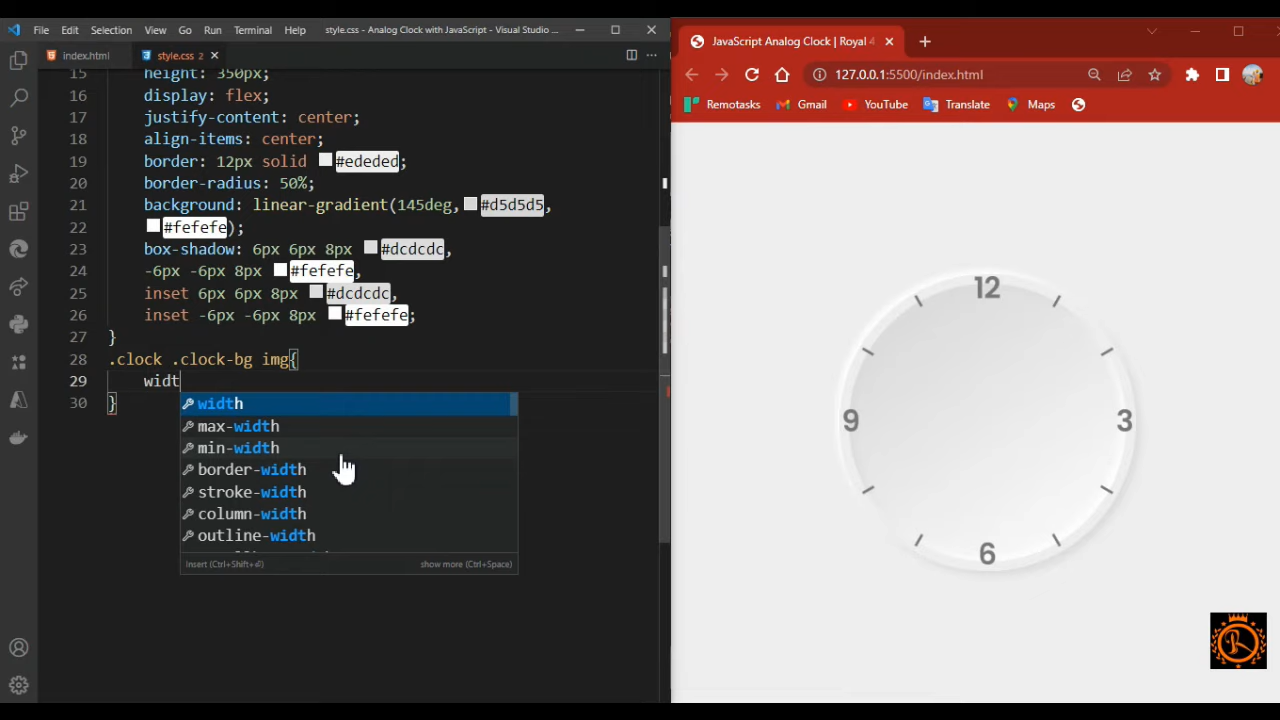 File Edit Selection View Go Run Terminal Help style.css - Analog Clock with JavaScript - Visual Studio ...
index.html style.css 2
15 height: 350px;
16 display: flex;
17 justify-content: center;
18 align-items: center;
19 border: 12px solid #ededed;
20 border-radius: 50%;
21 background: linear-gradient(145deg, #d5d5d5,
22 #fefefe);
23 box-shadow: 6px 6px 8px #dcdcdc,
24 -6px -6px 8px #fefefe,
25 inset 6px 6px 8px #dcdcdc,
26 inset -6px -6px 8px #fefefe;
27 }
28 .clock .clock-bg img{
29 widt
30 }
width
max-width
min-width
border-width
stroke-width
column-width
outline-width
Insert (Ctrl+Shift+⏎) show more (Ctrl+Space)
JavaScript Analog Clock | Royal 4
127.0.0.1:5500/index.html
Remotasks Gmail YouTube Translate Maps
12
9 3
6